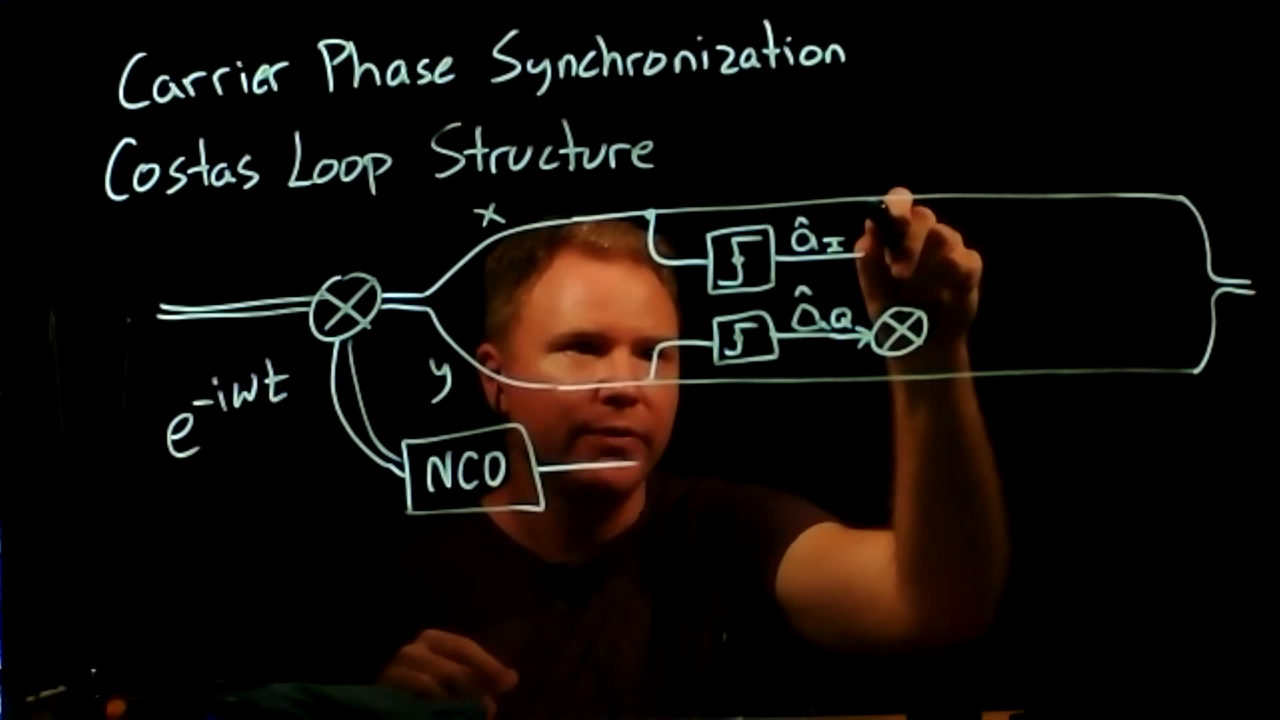 Carrier Phase Synchronization
Costas Loop Structure
x
âI
âQ
y
e^-iwt
NCO